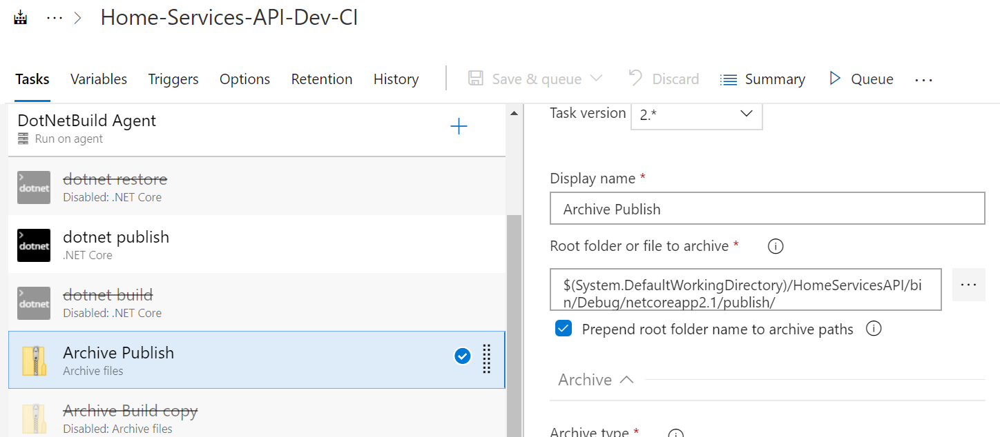 Home-Services-API-Dev-CI
Tasks Variables Triggers Options Retention History Save & queue Discard Summary Queue
DotNetBuild Agent
Run on agent
dotnet
dotnet restore
Disabled: .NET Core
dotnet
dotnet publish
.NET Core
dotnet
dotnet build
Disabled: .NET Core
Archive Publish
Archive files
Archive Build copy
Disabled: Archive files
Task version 2.*
Display name *
Archive Publish
Root folder or file to archive *
$(System.DefaultWorkingDirectory)/HomeServicesAPI/bi
n/Debug/netcoreapp2.1/publish/
Prepend root folder name to archive paths
Archive
Archive type *